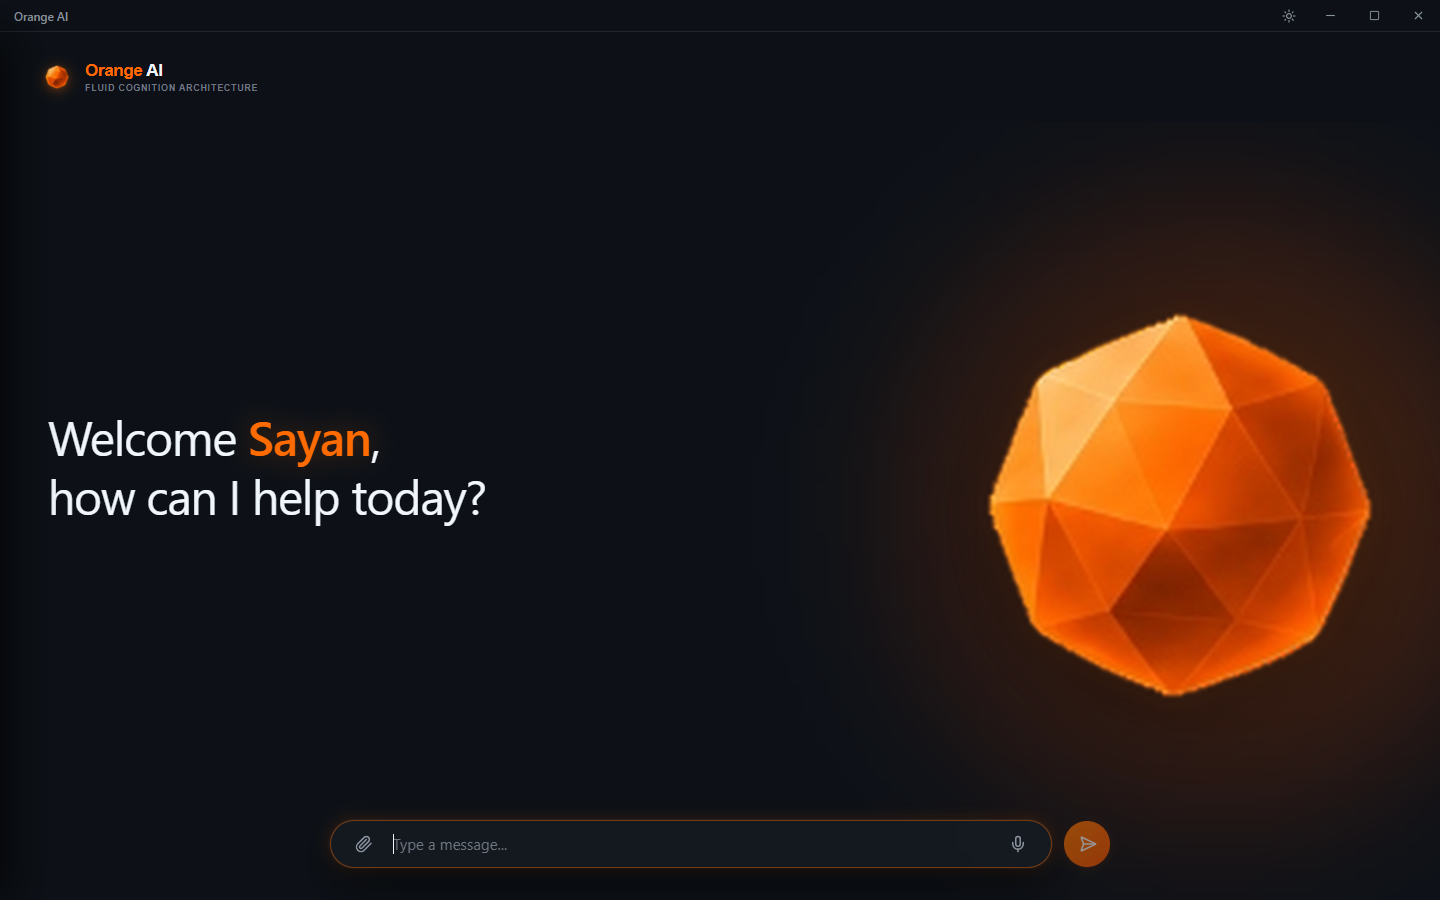 Orange AI
Orange AI
FLUID COGNITION ARCHITECTURE
Welcome Sayan,
how can I help today?
Type a message...